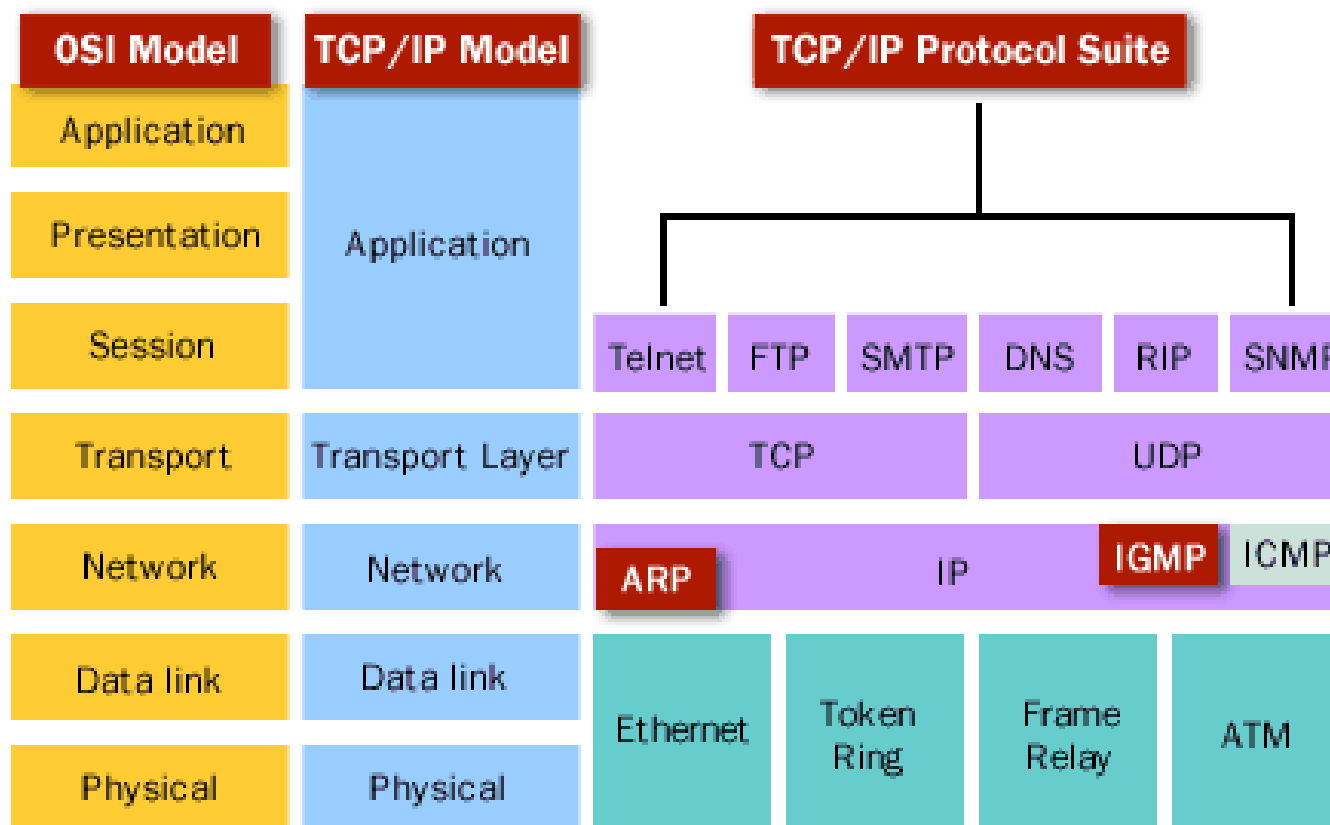 OSI Model
TCP/IP Model
TCP/IP Protocol Suite
Application
Presentation
Session
Transport
Network
Data link
Physical
Application
Transport Layer
Network
Data link
Physical
Telnet FTP SMTP DNS RIP SNMP
TCP UDP
ARP IP IGMP ICMP
Ethernet
Token
Ring
Frame
Relay
ATM